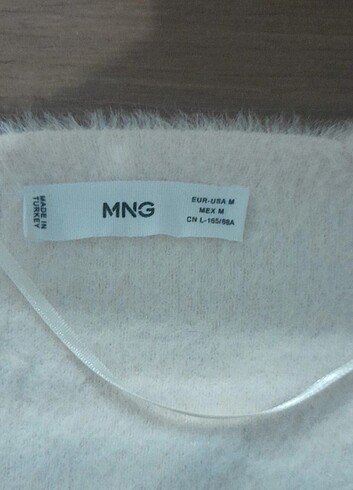 MADE IN
TURKEY
MNG
EUR-USA M
MEX M
CN L-165/88A